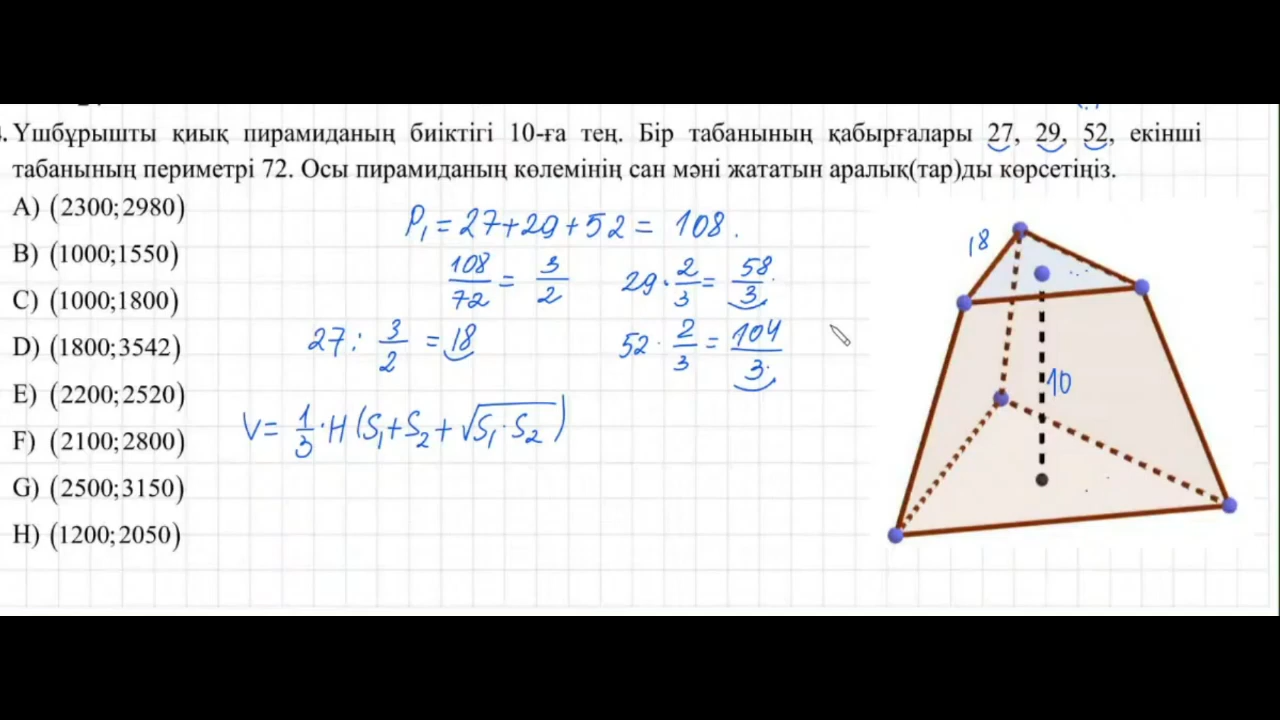 Үшбұрышты қиық пирамиданың биіктігі 10-ға тең. Бір табанының қабырғалары 27, 29, 52, екінші
табанының периметрі 72. Осы пирамиданың көлемінің сан мәні жататын аралық(тар)ды көрсетіңіз.
A) (2300;2980)
B) (1000;1550)
C) (1000;1800)
D) (1800;3542)
E) (2200;2520)
F) (2100;2800)
G) (2500;3150)
H) (1200;2050)
P₁ = 27+29+52 = 108.
108/72 = 3/2
29·2/3 = 58/3
27 : 3/2 = 18
52·2/3 = 104/3
V = 1/3·H(S₁+S₂+√S₁·S₂)
18
10